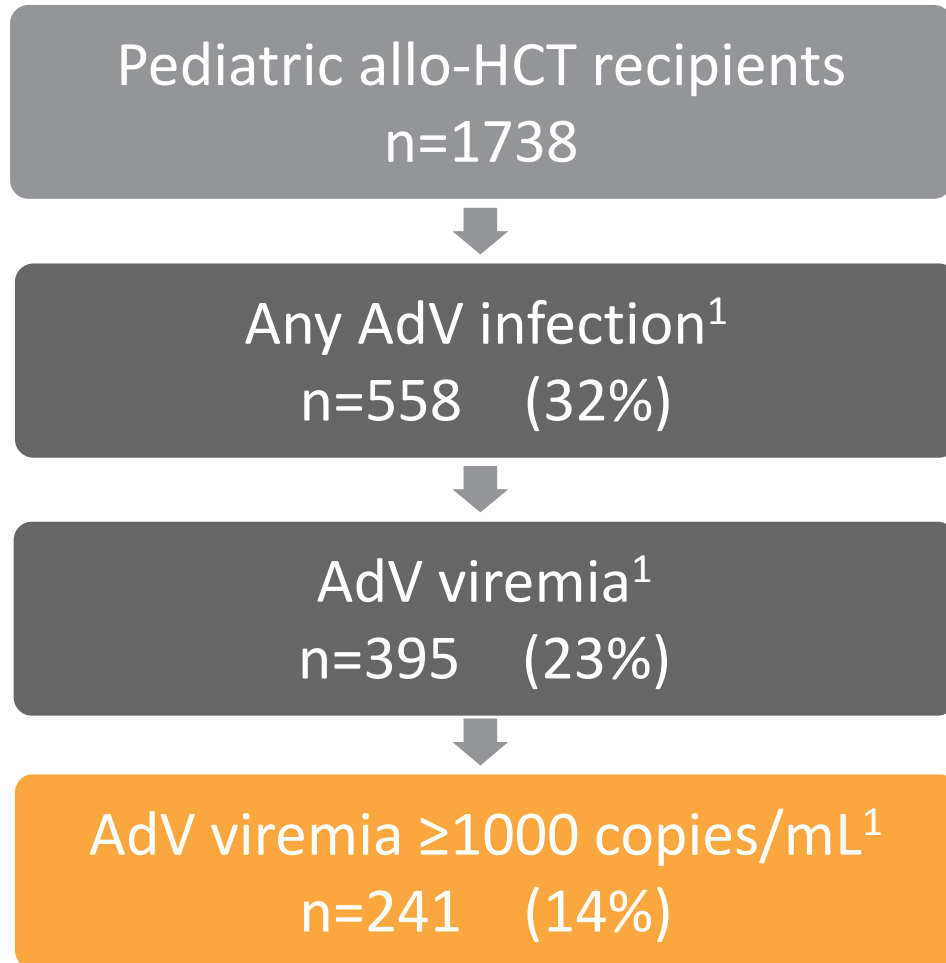 Pediatric allo-HCT recipients
n=1738
Any AdV infection¹
n=558 (32%)
AdV viremia¹
n=395 (23%)
AdV viremia ≥1000 copies/mL¹
n=241 (14%)